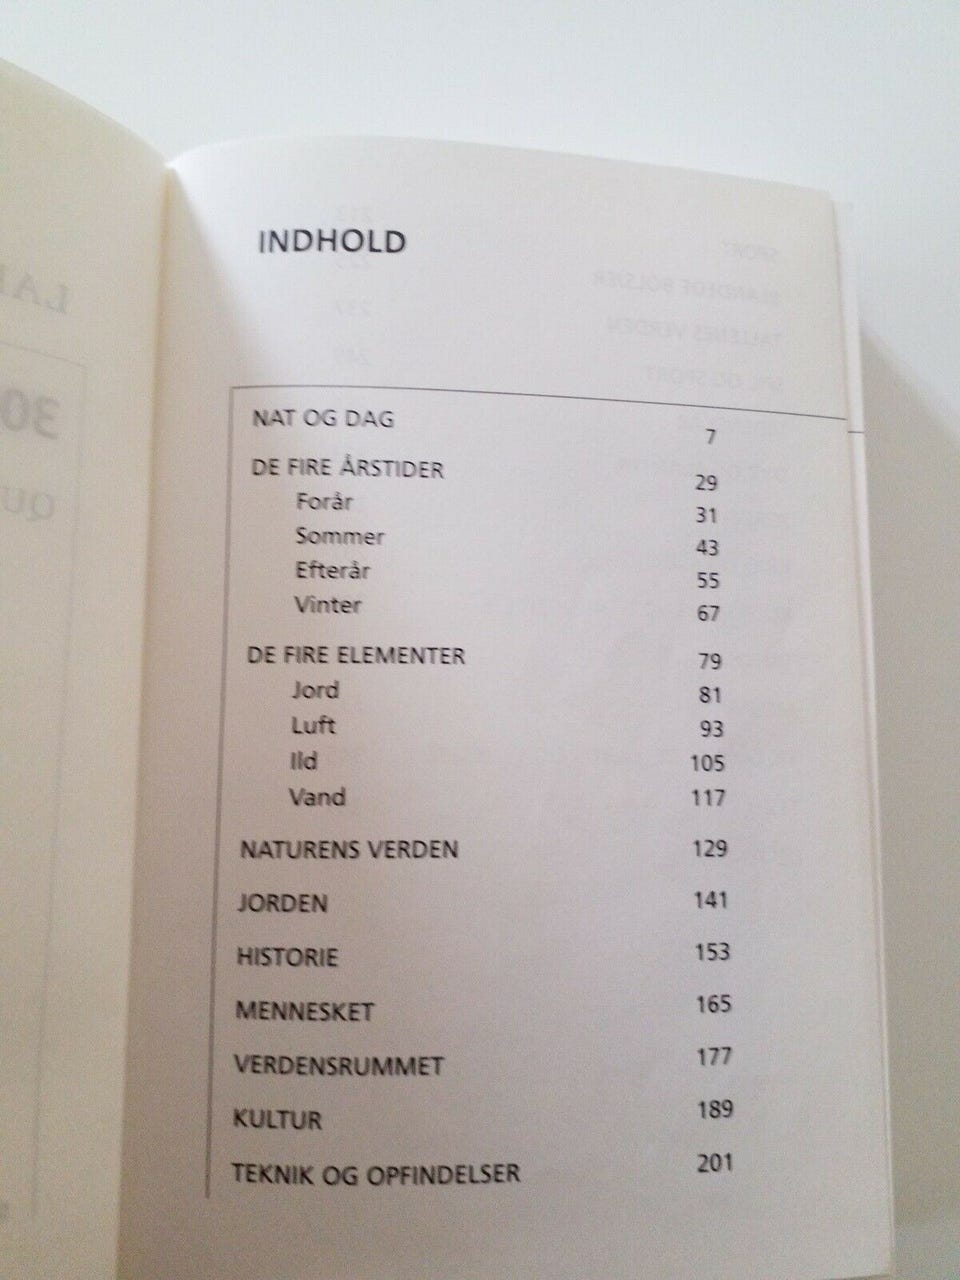 INDHOLD
NAT OG DAG 7
DE FIRE ÅRSTIDER 29
Forår 31
Sommer 43
Efterår 55
Vinter 67
DE FIRE ELEMENTER 79
Jord 81
Luft 93
Ild 105
Vand 117
NATURENS VERDEN 129
JORDEN 141
HISTORIE 153
MENNESKET 165
VERDENSRUMMET 177
KULTUR 189
TEKNIK OG OPFINDELSER 201